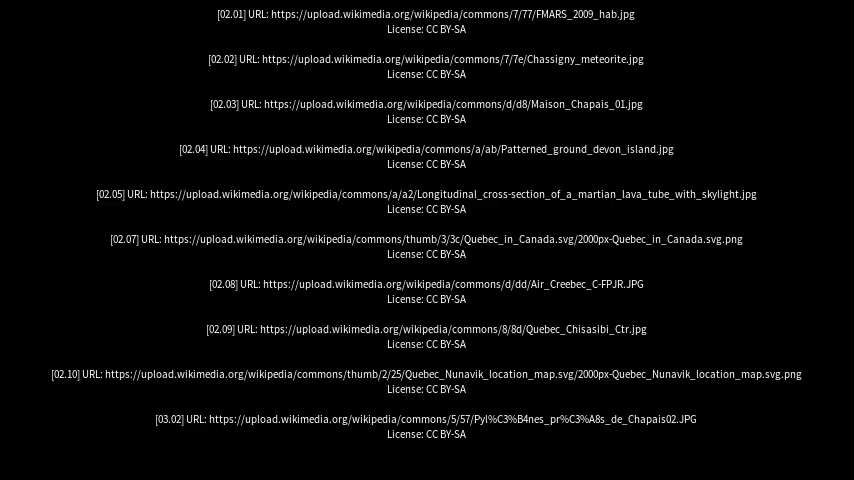 [02.01] URL: https://upload.wikimedia.org/wikipedia/commons/7/77/FMARS_2009_hab.jpg
License: CC BY-SA
[02.02] URL: https://upload.wikimedia.org/wikipedia/commons/7/7e/Chassigny_meteorite.jpg
License: CC BY-SA
[02.03] URL: https://upload.wikimedia.org/wikipedia/commons/d/d8/Maison_Chapais_01.jpg
License: CC BY-SA
[02.04] URL: https://upload.wikimedia.org/wikipedia/commons/a/ab/Patterned_ground_devon_island.jpg
License: CC BY-SA
[02.05] URL: https://upload.wikimedia.org/wikipedia/commons/a/a2/Longitudinal_cross-section_of_a_martian_lava_tube_with_skylight.jpg
License: CC BY-SA
[02.07] URL: https://upload.wikimedia.org/wikipedia/commons/thumb/3/3c/Quebec_in_Canada.svg/2000px-Quebec_in_Canada.svg.png
License: CC BY-SA
[02.08] URL: https://upload.wikimedia.org/wikipedia/commons/d/dd/Air_Creebec_C-FPJR.JPG
License: CC BY-SA
[02.09] URL: https://upload.wikimedia.org/wikipedia/commons/8/8d/Quebec_Chisasibi_Ctr.jpg
License: CC BY-SA
[02.10] URL: https://upload.wikimedia.org/wikipedia/commons/thumb/2/25/Quebec_Nunavik_location_map.svg/2000px-Quebec_Nunavik_location_map.svg.png
License: CC BY-SA
[03.02] URL: https://upload.wikimedia.org/wikipedia/commons/5/57/Pyl%C3%B4nes_pr%C3%A8s_de_Chapais02.JPG
License: CC BY-SA